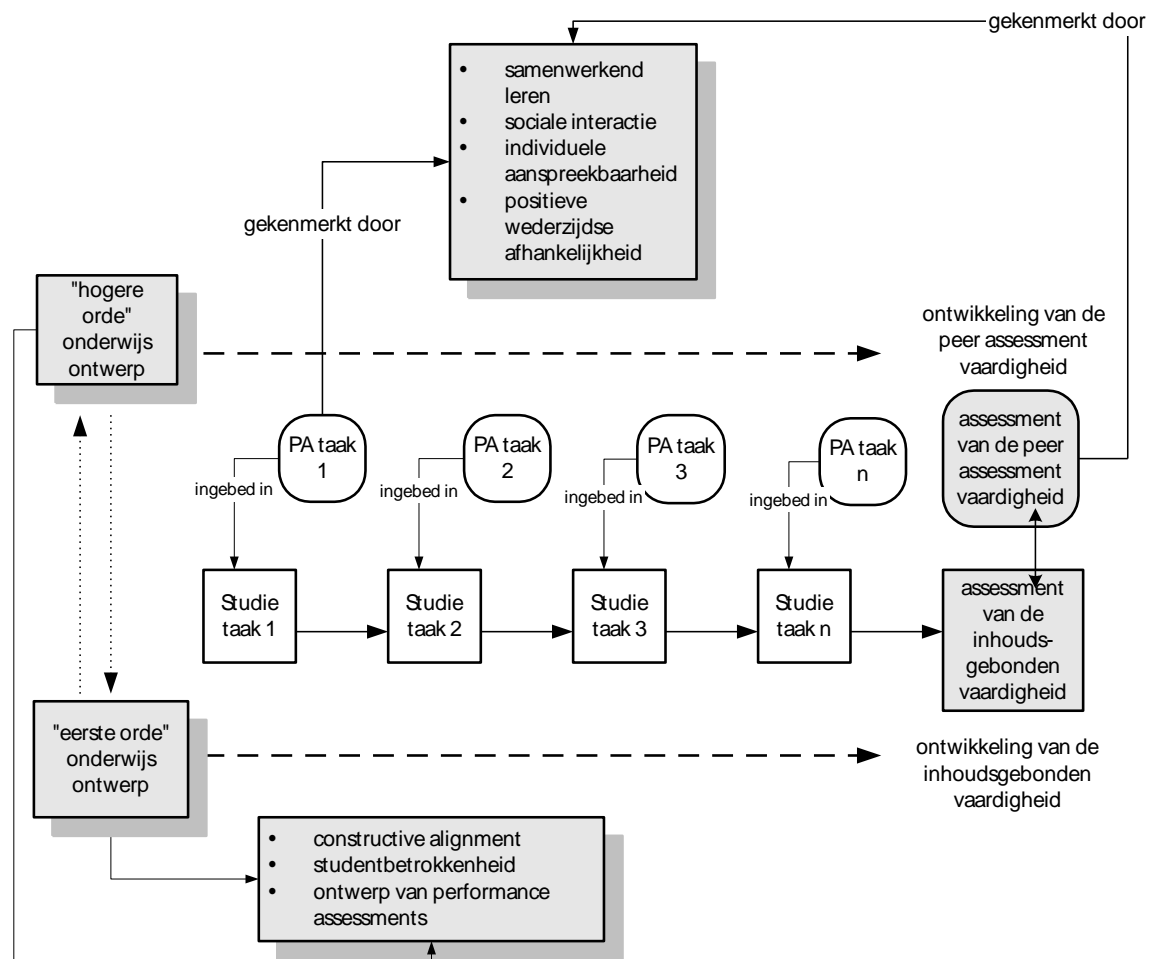 gekenmerkt door
• samenwerkend
leren
• sociale interactie
• individuele
aanspreekbaarheid
• positieve
wederzijdse
afhankelijkheid
gekenmerkt door
"hogere
orde"
onderwijs
ontwerp
ontwikkeling van de
peer assessment
vaardigheid
PA taak
1
PA taak
2
PA taak
3
PA taak
n
assessment
van de peer
assessment
vaardigheid
ingebed in
ingebed in
ingebed in
ingebed in
Studie
taak 1
Studie
taak 2
Studie
taak 3
Studie
taak n
assessment
van de
inhouds-
gebonden
vaardigheid
"eerste orde"
onderwijs
ontwerp
ontwikkeling van de
inhoudsgebonden
vaardigheid
• constructive alignment
• studentbetrokkenheid
• ontwerp van performance
assessments